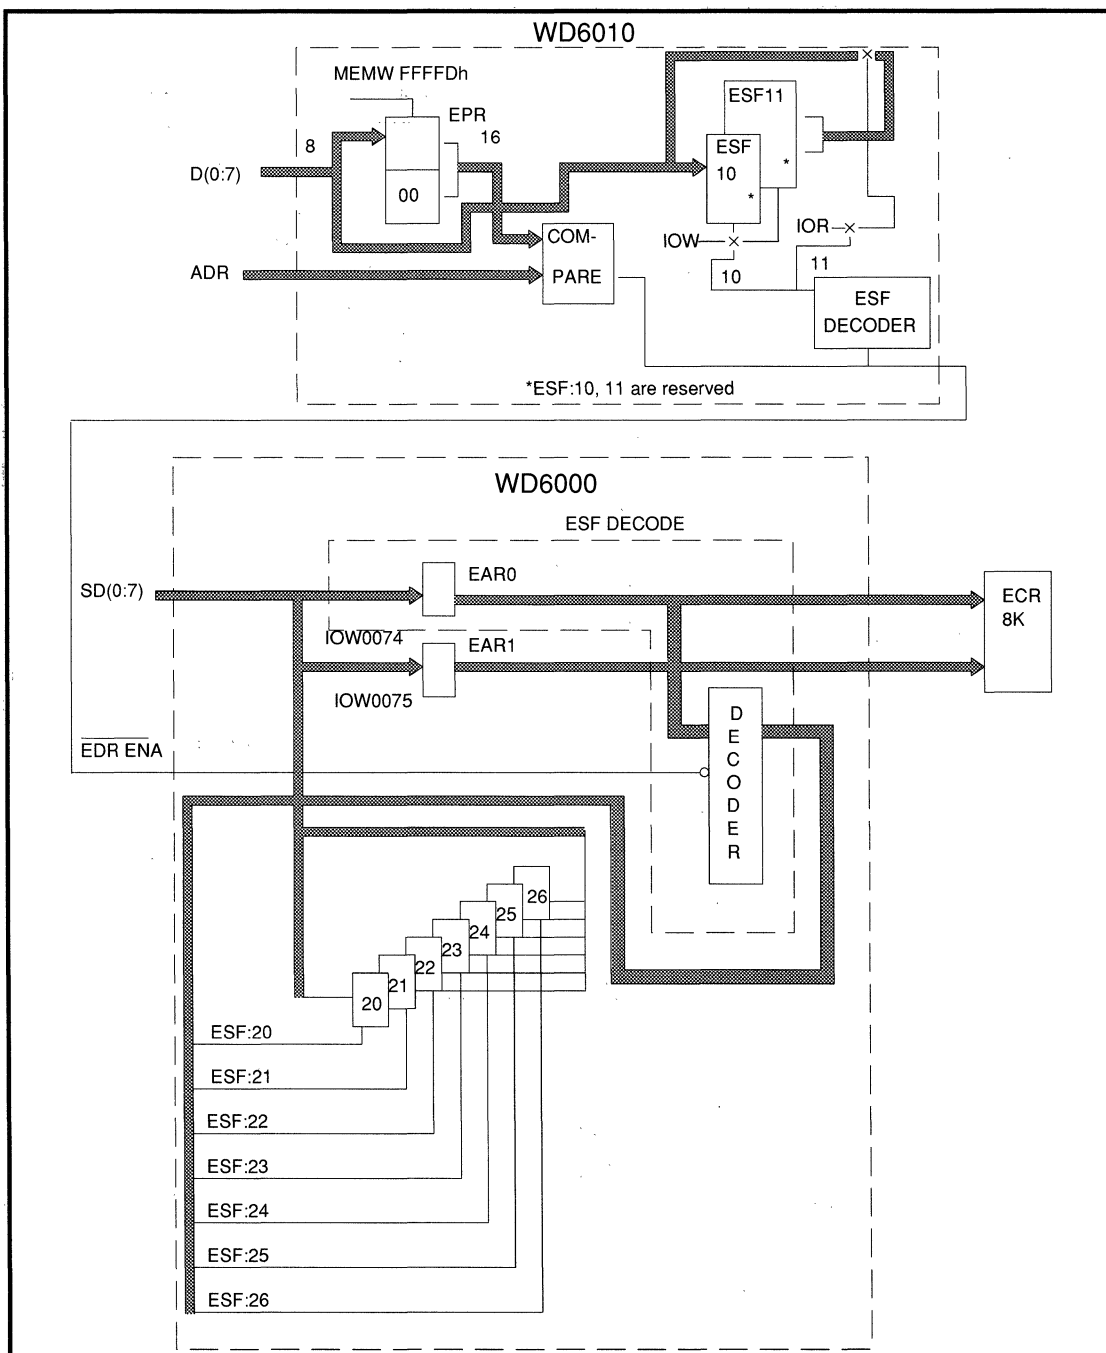 WD6010
MEMW FFFFDh
EPR
16
8
D(0:7)
00
ESF11
*
ESF
10
*
COM-
PARE
IOW
IOR
10
11
ADR
ESF
DECODER
*ESF:10, 11 are reserved
WD6000
ESF DECODE
SD(0:7)
EAR0
IOW0074
EAR1
IOW0075
ECR
8K
EDR ENA
DECODER
26
25
24
23
22
21
20
ESF:20
ESF:21
ESF:22
ESF:23
ESF:24
ESF:25
ESF:26